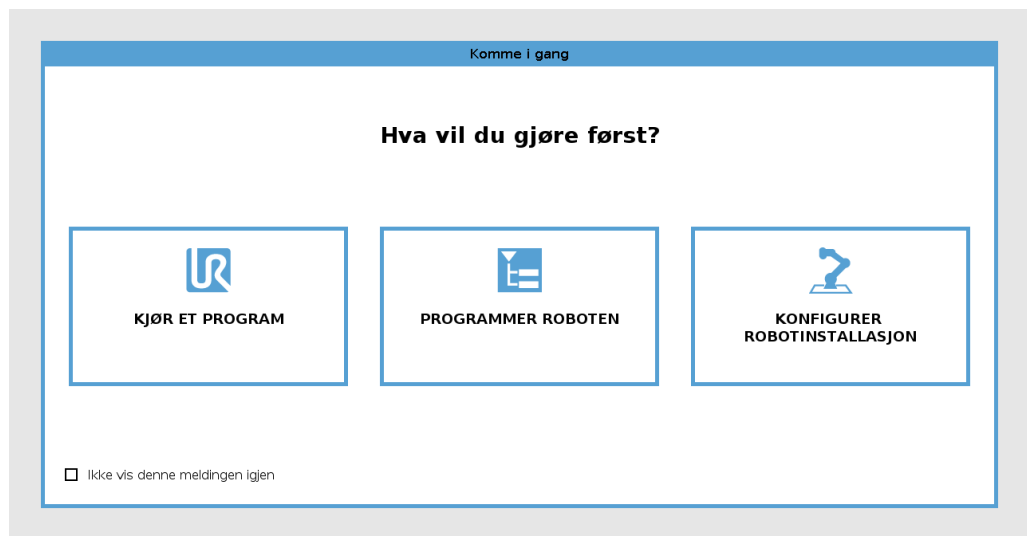 Komme i gang
Hva vil du gjøre først?
UR
KJØR ET PROGRAM
PROGRAMMER ROBOTEN
KONFIGURER
ROBOTINSTALLASJON
Ikke vis denne meldingen igjen